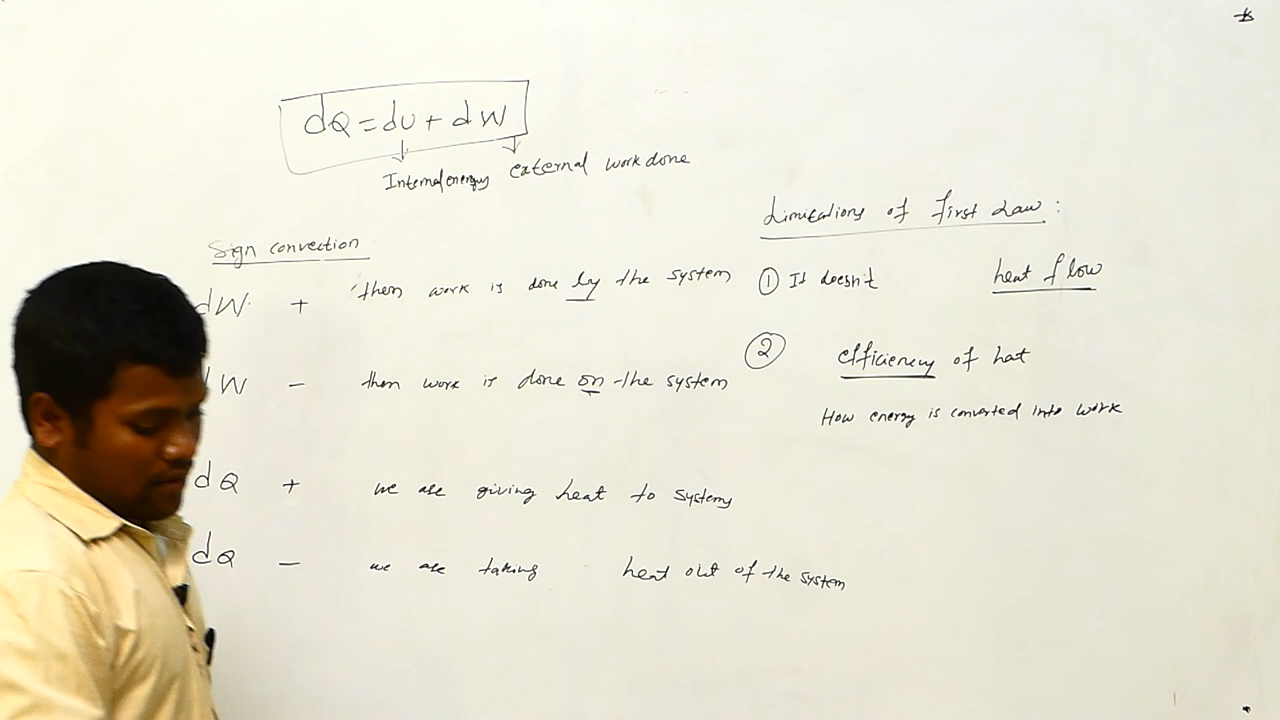 dQ = dU + dW
Internal energy external work done
Sign convection
dW + then work is done by the system
W - then work is done on the system
dQ + we are giving heat to system
dQ - we are taking heat out of the system
Limitations of first Law :
① It doesn't heat flow
② efficiency of hat
How energy is converted into work